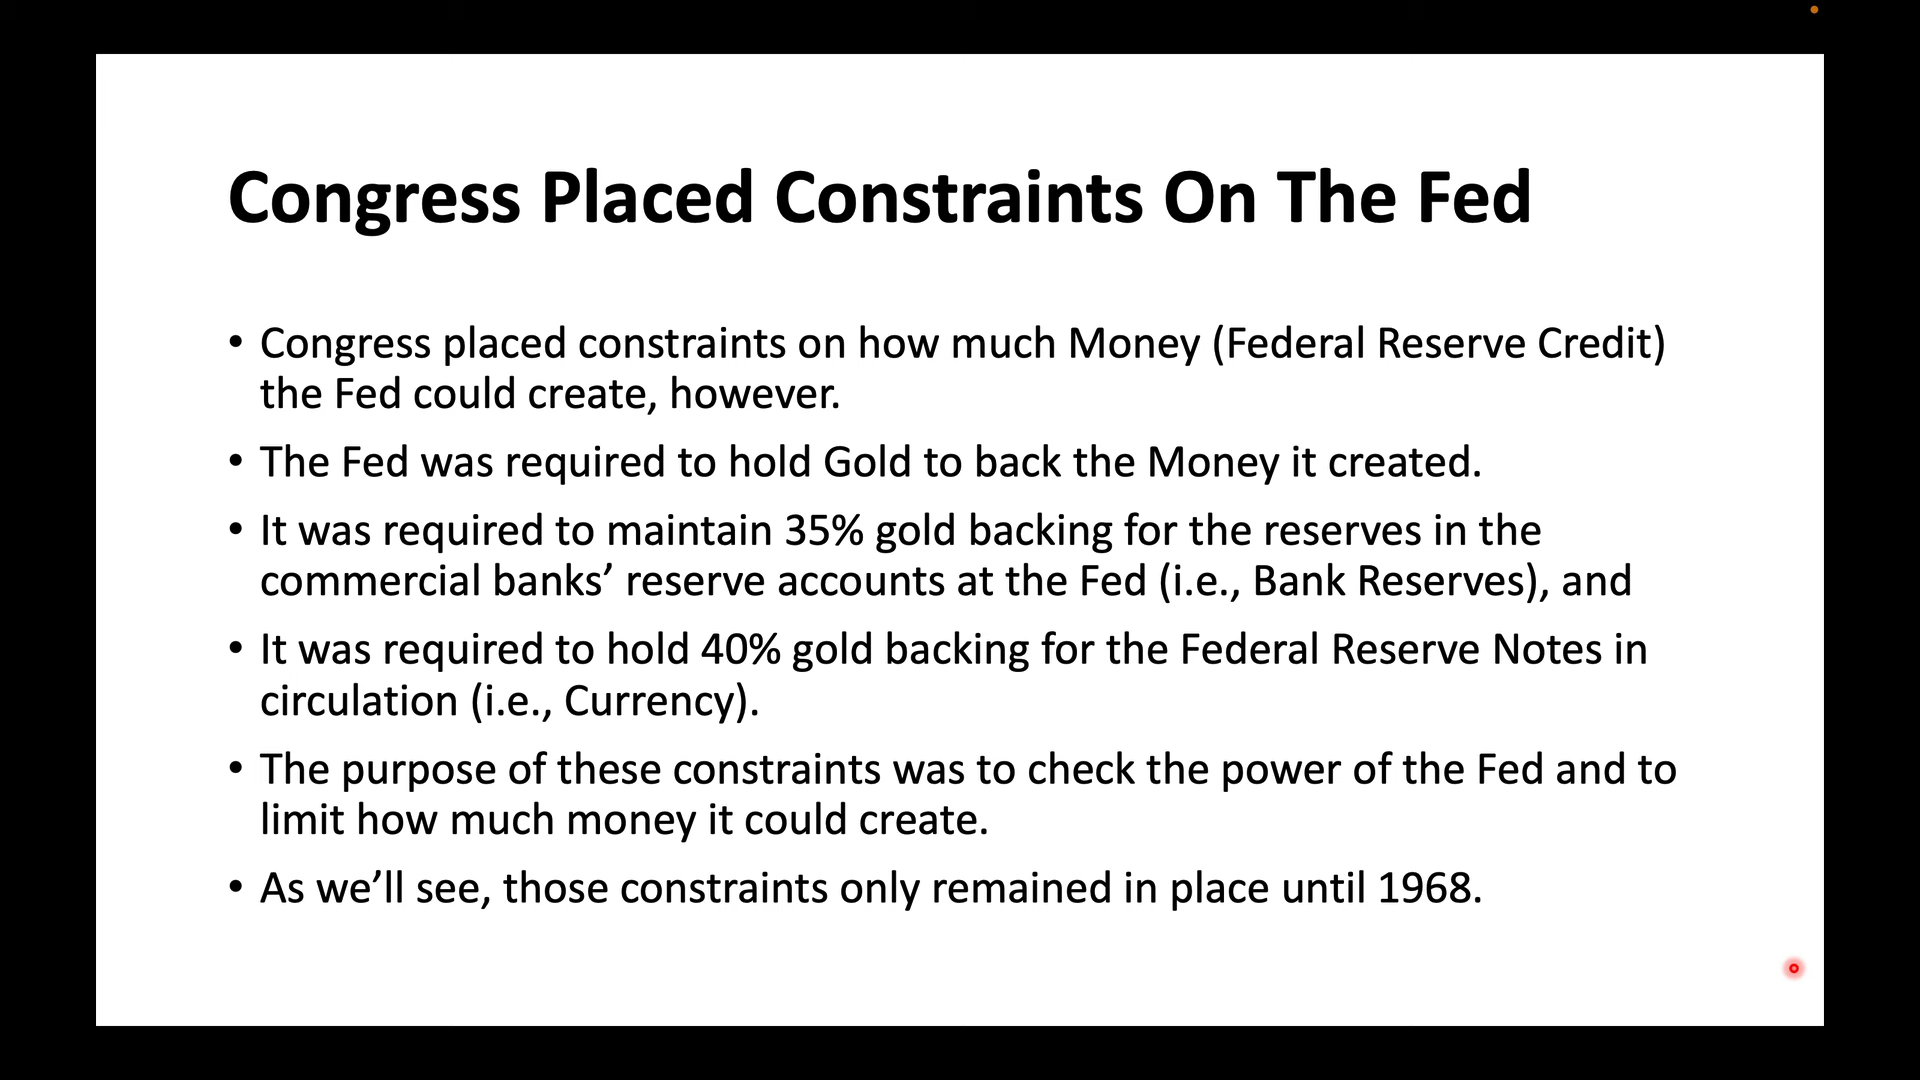 Congress Placed Constraints On The Fed
• Congress placed constraints on how much Money (Federal Reserve Credit)
the Fed could create, however.
• The Fed was required to hold Gold to back the Money it created.
• It was required to maintain 35% gold backing for the reserves in the
commercial banks’ reserve accounts at the Fed (i.e., Bank Reserves), and
• It was required to hold 40% gold backing for the Federal Reserve Notes in
circulation (i.e., Currency).
• The purpose of these constraints was to check the power of the Fed and to
limit how much money it could create.
• As we’ll see, those constraints only remained in place until 1968.